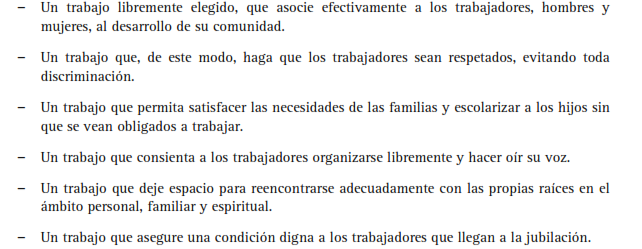 – Un trabajo libremente elegido, que asocie efectivamente a los trabajadores, hombres y
mujeres, al desarrollo de su comunidad.
– Un trabajo que, de este modo, haga que los trabajadores sean respetados, evitando toda
discriminación.
– Un trabajo que permita satisfacer las necesidades de las familias y escolarizar a los hijos sin
que se vean obligados a trabajar.
– Un trabajo que consienta a los trabajadores organizarse libremente y hacer oír su voz.
– Un trabajo que deje espacio para reencontrarse adecuadamente con las propias raíces en el
ámbito personal, familiar y espiritual.
– Un trabajo que asegure una condición digna a los trabajadores que llegan a la jubilación.